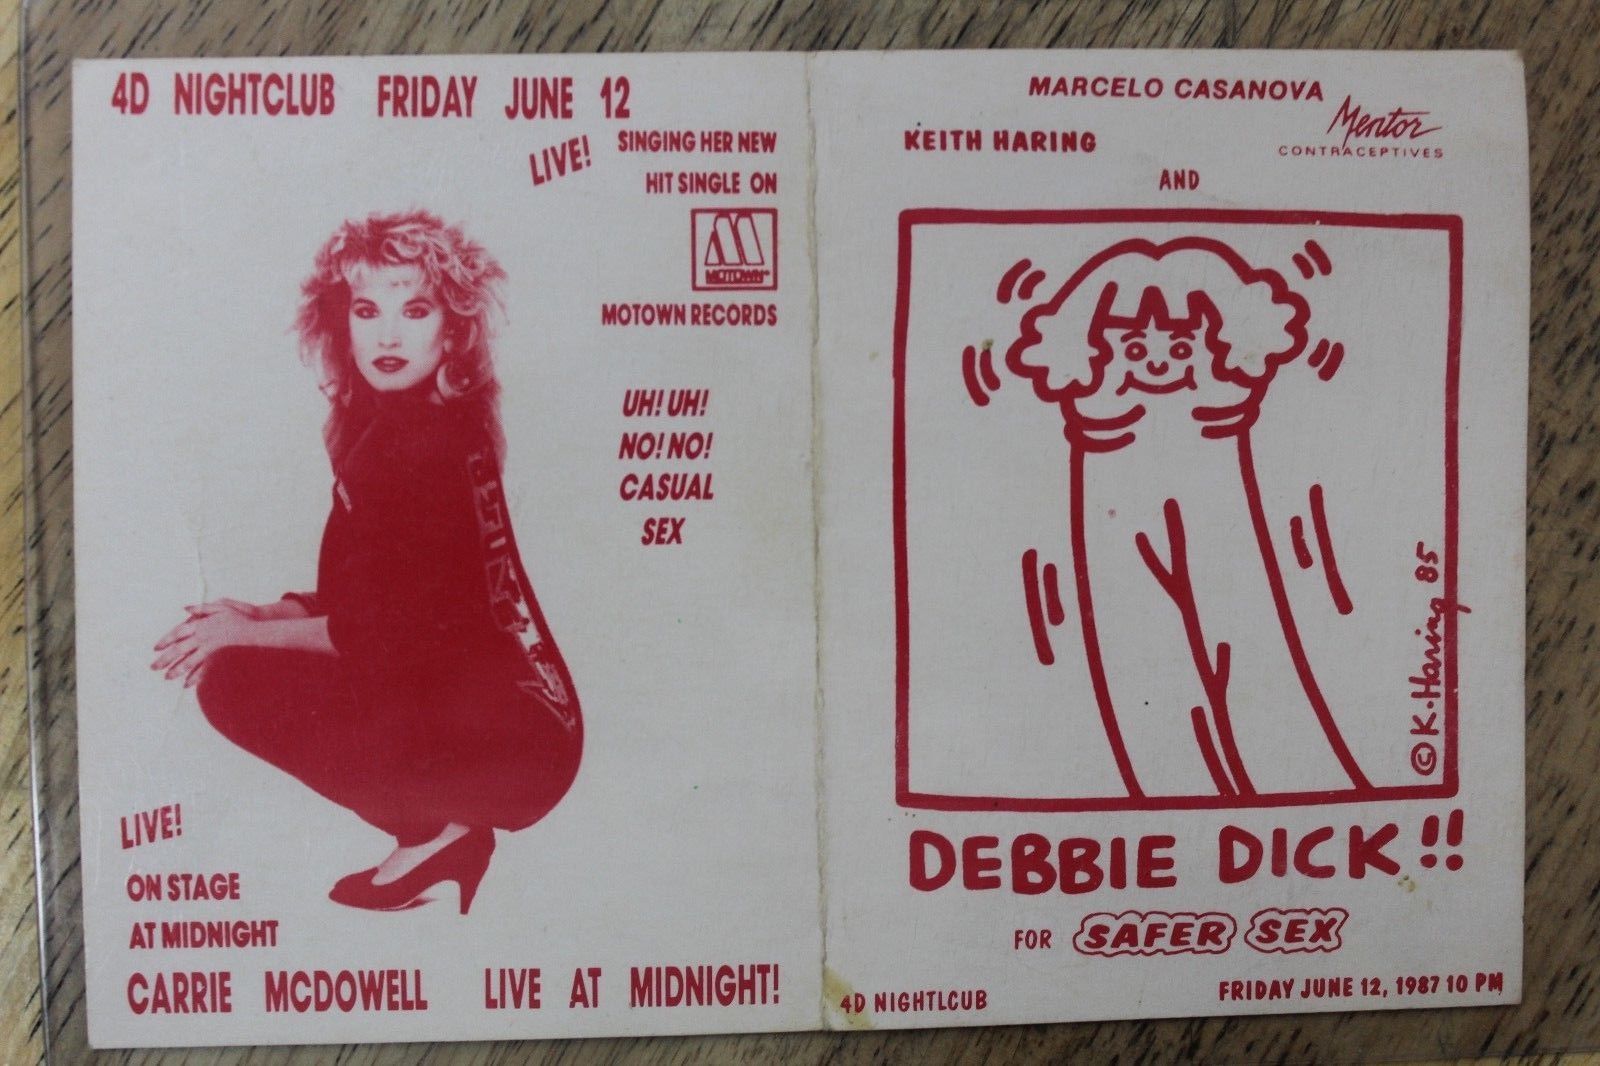 4D NIGHTCLUB FRIDAY JUNE 12
LIVE!
SINGING HER NEW
HIT SINGLE ON
MOTOWN®
MOTOWN RECORDS
UH! UH!
NO! NO!
CASUAL
SEX
LIVE!
ON STAGE
AT MIDNIGHT
CARRIE MCDOWELL LIVE AT MIDNIGHT!
MARCELO CASANOVA
KEITH HARING
Mentor
CONTRACEPTIVES
AND
© K. Haring 85
DEBBIE DICK!!
FOR SAFER SEX
4D NIGHTLCUB
FRIDAY JUNE 12, 1987 10 PM